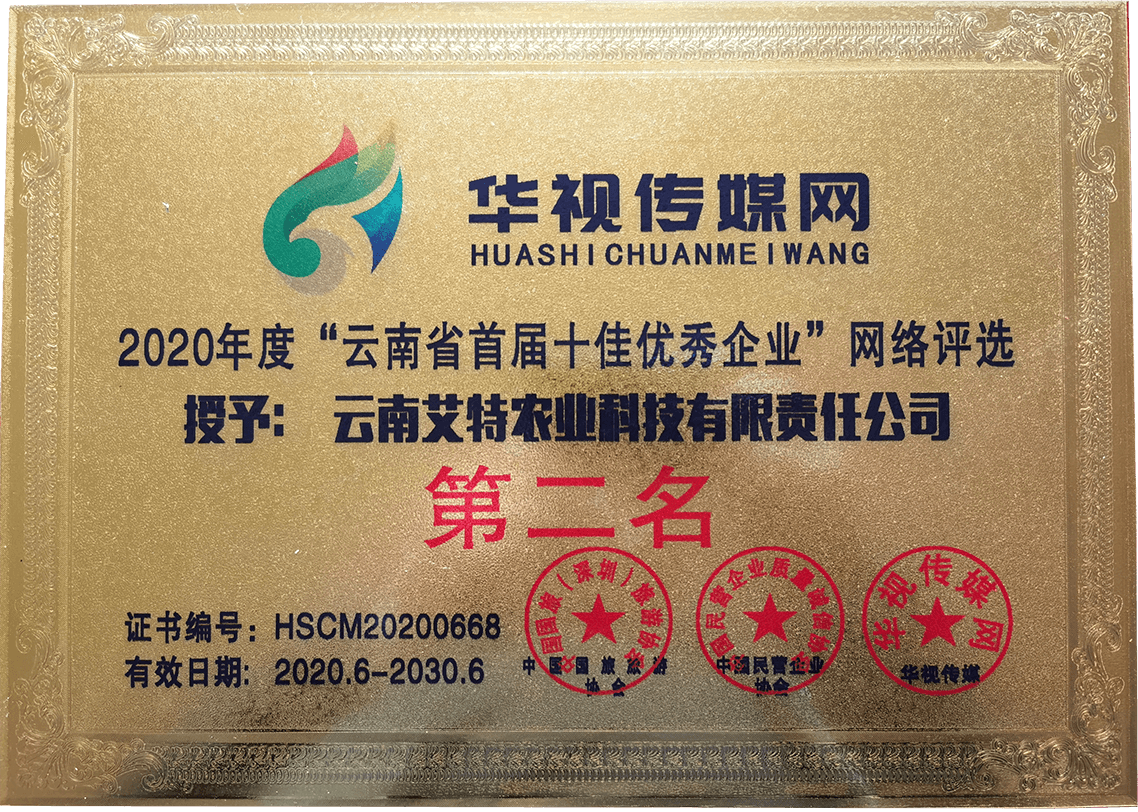 华视传媒网
HUASHICHUANMEIWANG
2020年度“云南省首届十佳优秀企业”网络评选
授予: 云南艾特农业科技有限责任公司
第二名
证书编号: HSCM20200668
有效日期: 2020.6-2030.6
中国民营企业
协会
华视传媒网
华视传媒